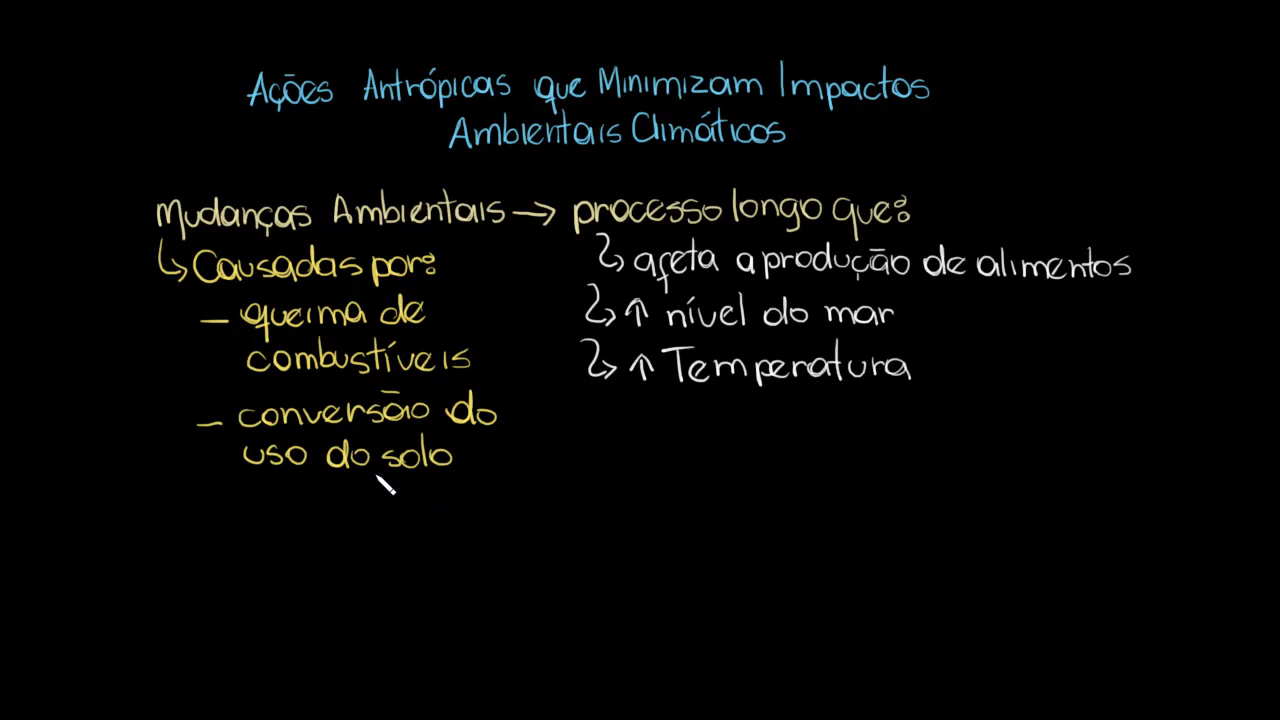 Ações Antrópicas que Minimizam Impactos
Ambientais Climáticos
Mudanças Ambientais → processo longo que:
↳ Causadas por:
- queima de
combustíveis
- conversão do
uso do solo
↳ afeta a produção de alimentos
↳ ↑ nível do mar
↳ ↑ Temperatura